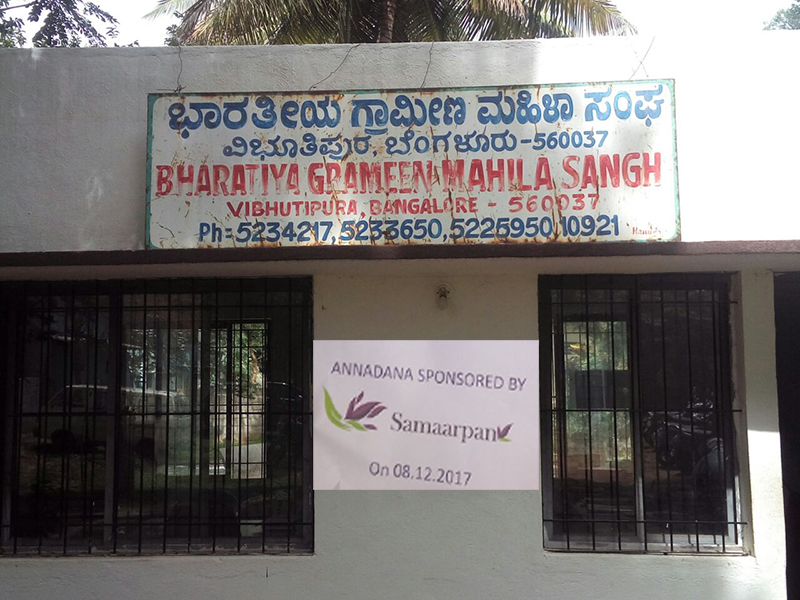 ಭಾರತೀಯ ಗ್ರಾಮೀಣ ಮಹಿಳಾ ಸಂಘ
ವಿಭೂತಿಪುರ, ಬೆಂಗಳೂರು-560037
BHARATIYA GRAMEEN MAHILA SANGH
VIBHUTIPURA, BANGALORE - 560037
Ph=5234217,5233650,5225950,10921
ANNADANA SPONSORED BY
Samaarpan
On 08.12.2017